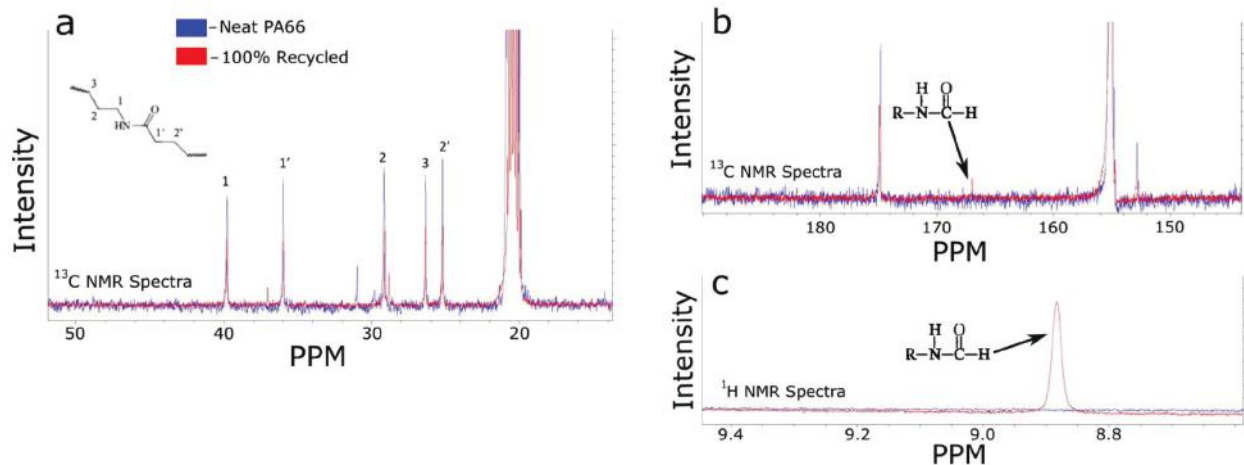 a
-Neat PA66
-100% Recycled
3
1
2
O
HN
1'
2'
Intensity
1
1'
2
3
2'
13C NMR Spectra
50 40 30 20
PPM
b
Intensity
H O
R-N-C-H
13C NMR Spectra
180 170 160 150
PPM
c
Intensity
H O
R-N-C-H
1H NMR Spectra
9.4 9.2 9.0 8.8
PPM